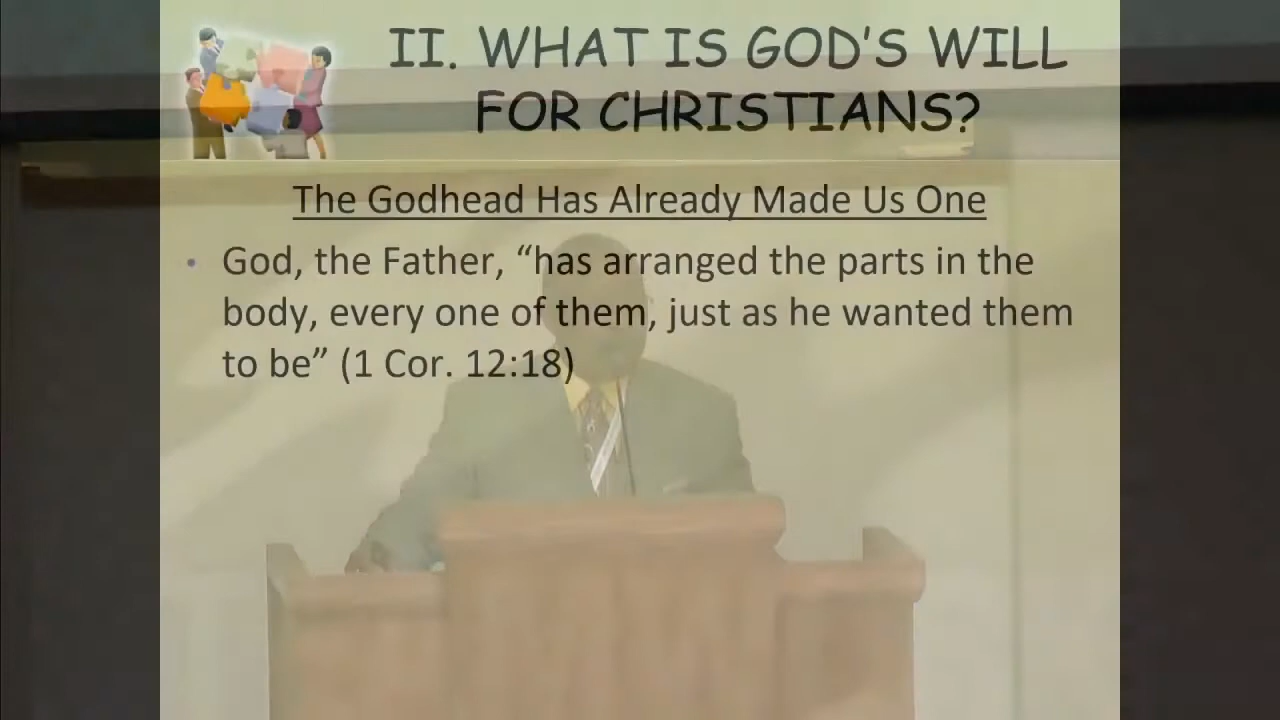 II. WHAT IS GOD'S WILL
FOR CHRISTIANS?
The Godhead Has Already Made Us One
• God, the Father, “has arranged the parts in the
body, every one of them, just as he wanted them
to be” (1 Cor. 12:18)